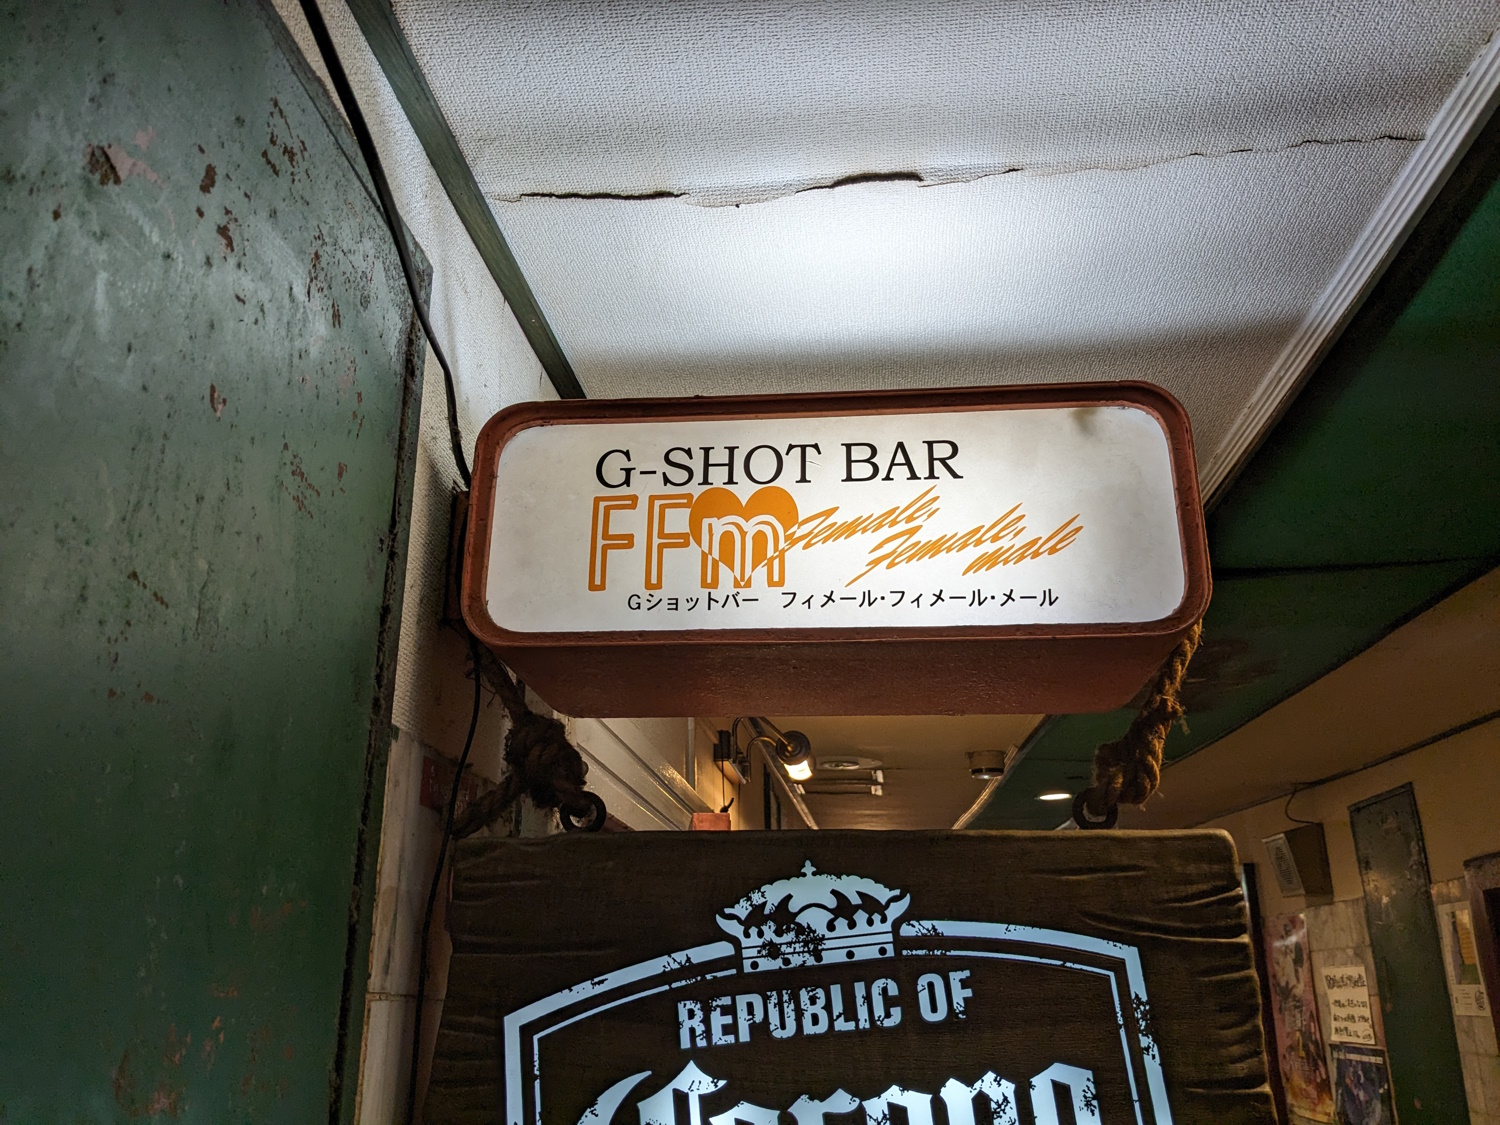 G-SHOT BAR
FFm Female, Female, male
Gショットバー　フィメール・フィメール・メール
REPUBLIC OF
Corona